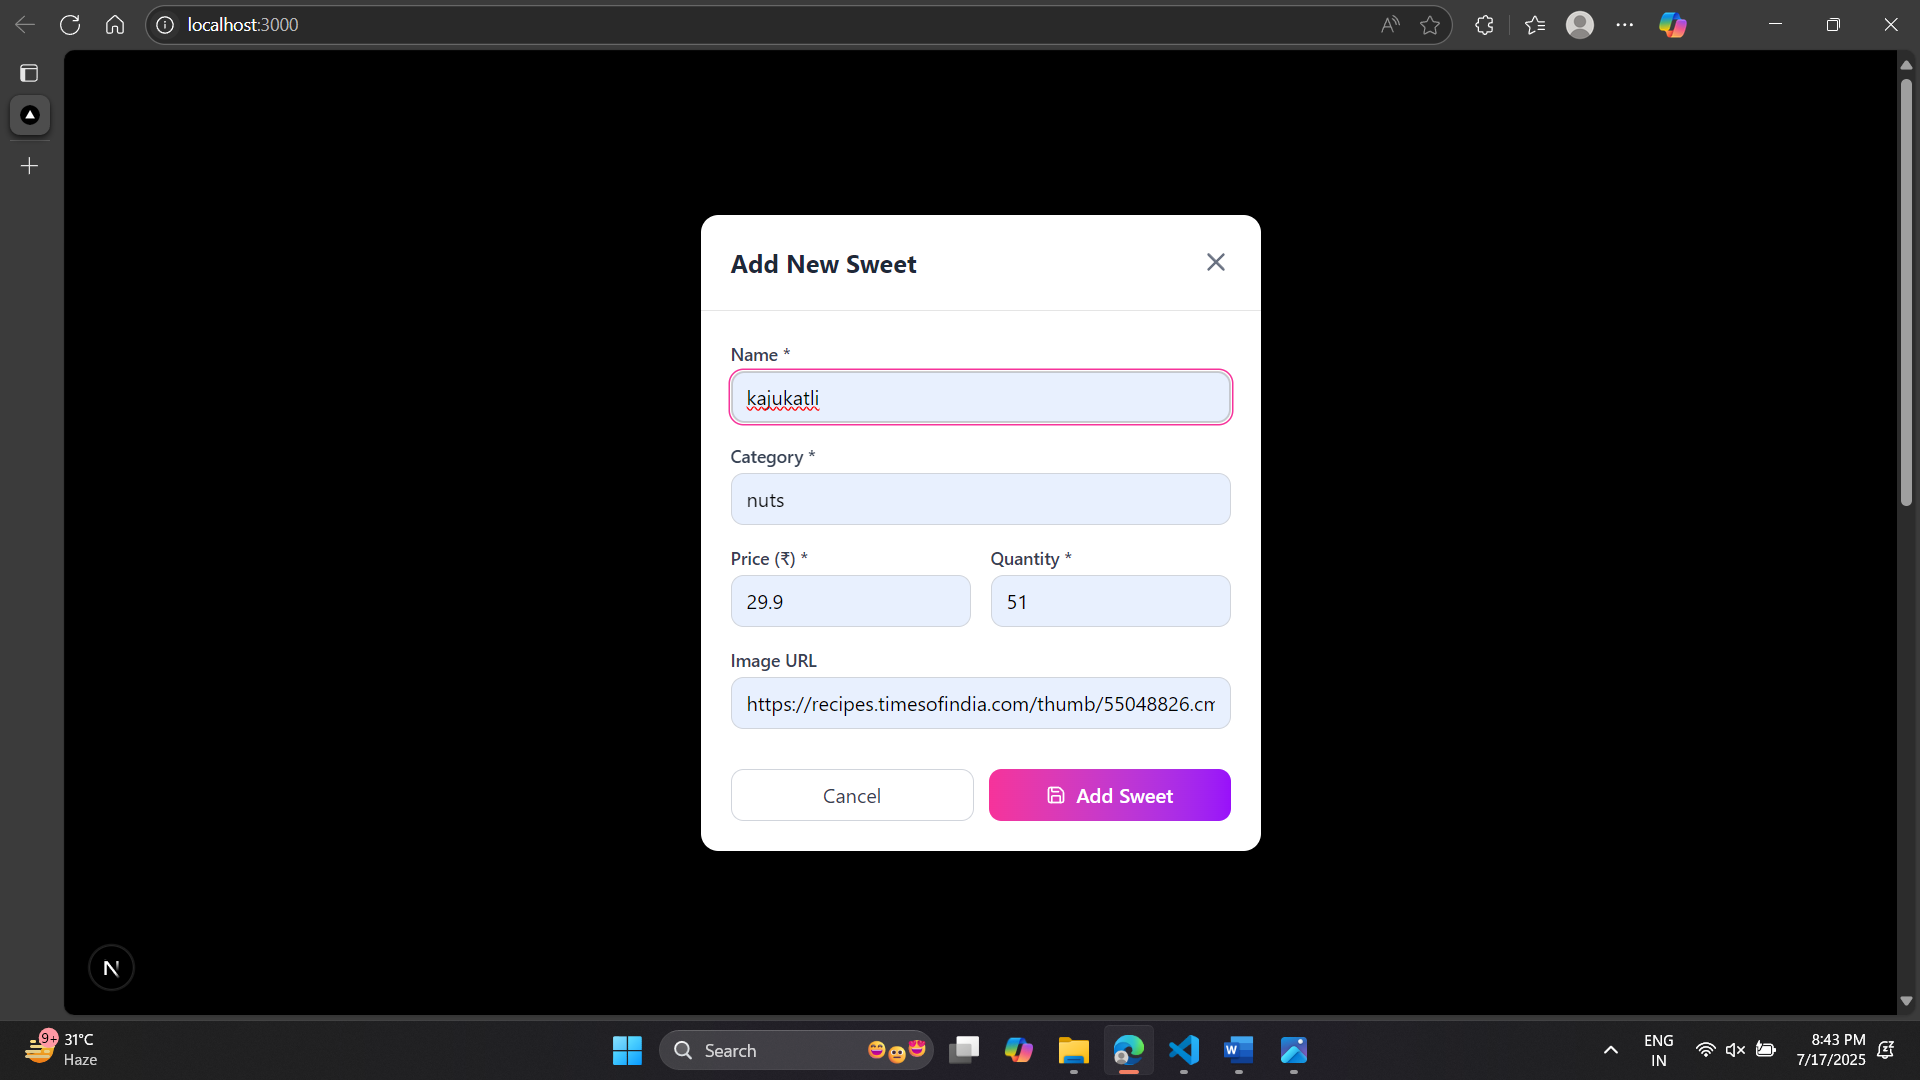 localhost:3000
Add New Sweet
Name *
kajukatli
Category *
nuts
Price (₹) * Quantity *
29.9 51
Image URL
https://recipes.timesofindia.com/thumb/55048826.cm
Cancel Add Sweet
N
9+ 31°C
Haze
Search
W
ENG
IN
8:43 PM
7/17/2025